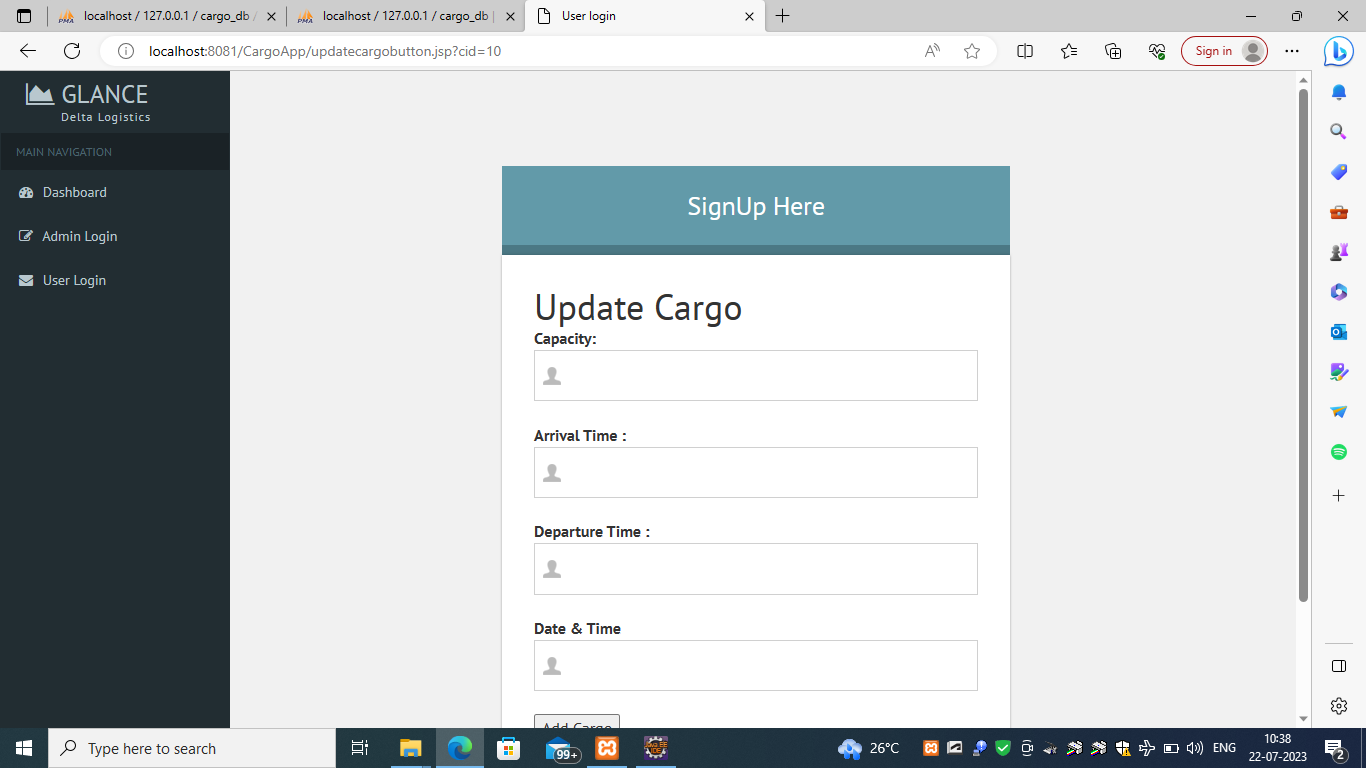 localhost / 127.0.0.1 / cargo_db /
localhost / 127.0.0.1 / cargo_db |
User login
localhost:8081/CargoApp/updatecargobutton.jsp?cid=10
Sign in
GLANCE
Delta Logistics
MAIN NAVIGATION
Dashboard
Admin Login
User Login
SignUp Here
Update Cargo
Capacity:
Arrival Time :
Departure Time :
Date & Time
Add Cargo
Type here to search
99+
26°C
ENG
10:38
22-07-2023
2